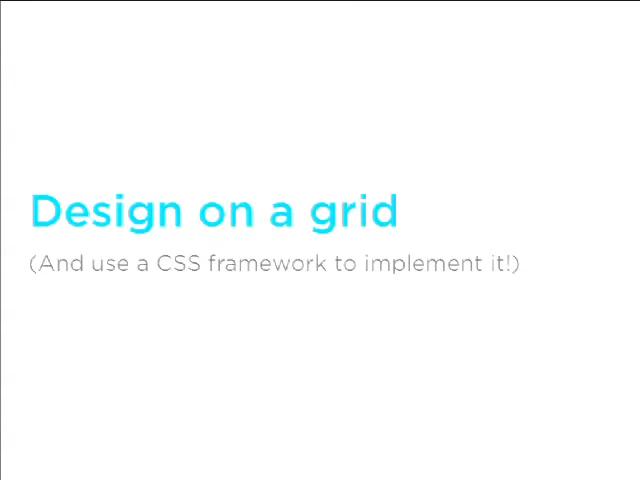 Design on a grid
(And use a CSS framework to implement it!)